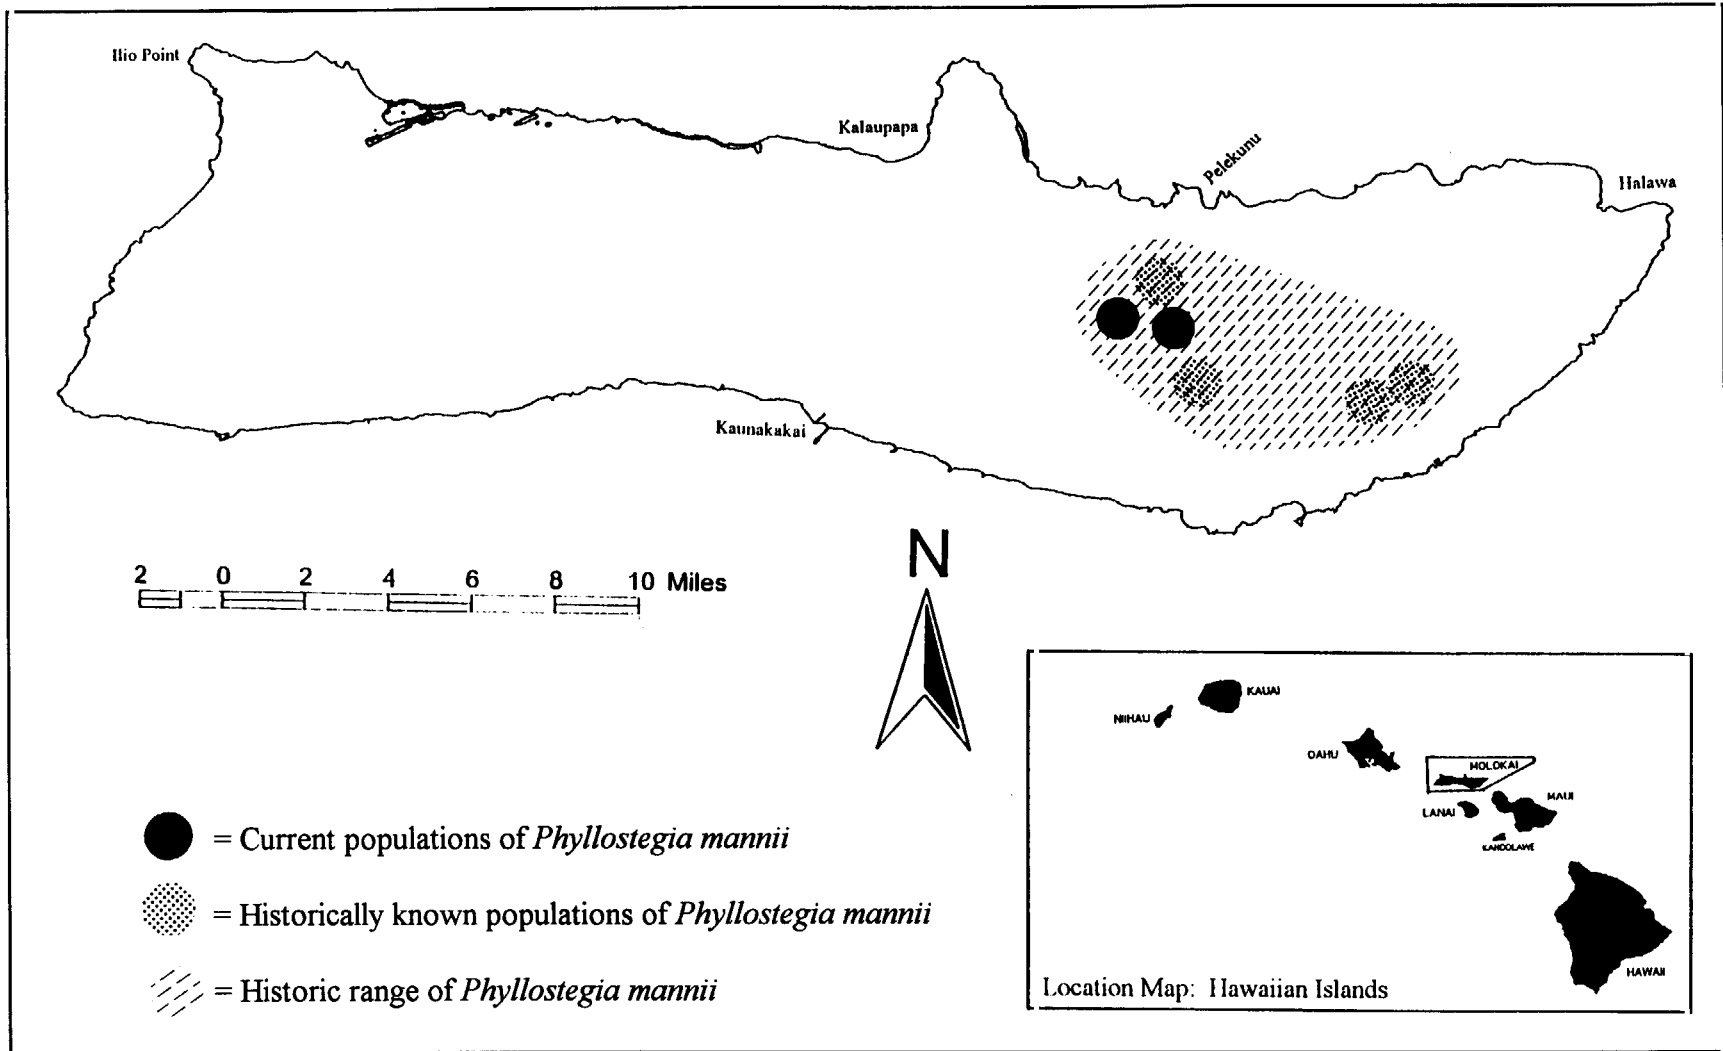 Ilio Point
Kalaupapa
Pelekunu
Halawa
Kaunakakai
2 0 2 4 6 8 10 Miles
N
= Current populations of Phyllostegia mannii
= Historically known populations of Phyllostegia mannii
= Historic range of Phyllostegia mannii
KAUAI
NIIHAU
OAHU
MOLOKAI
MAUI
LANAI
KAHOOLAWE
HAWAII
Location Map: Hawaiian Islands